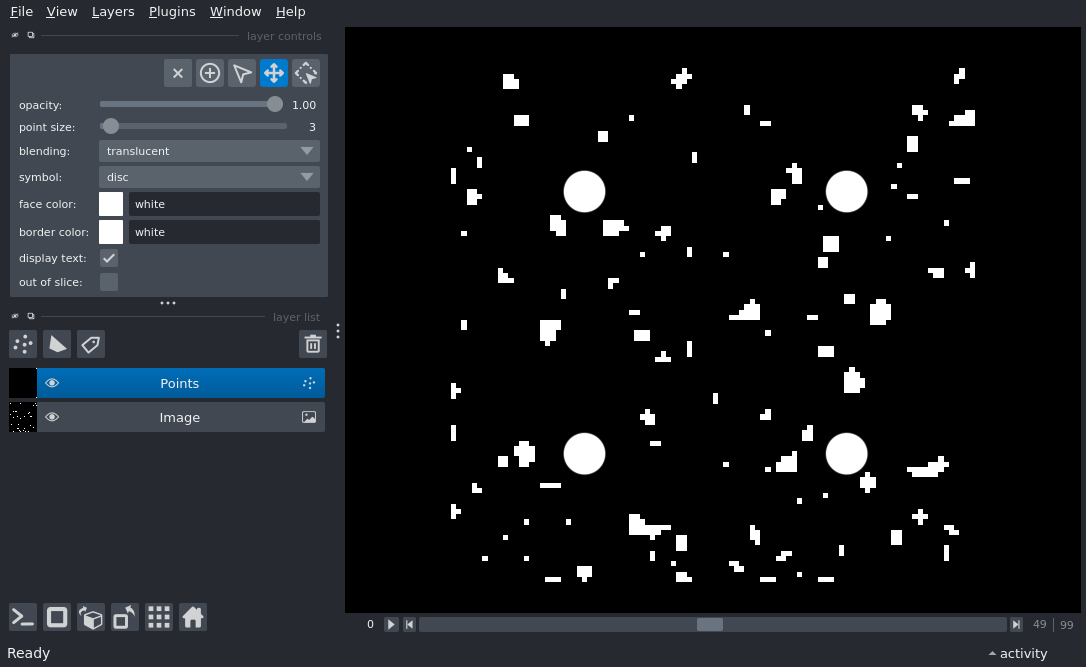 File View Layers Plugins Window Help
layer controls
opacity: 1.00
point size: 3
blending: translucent
symbol: disc
face color: white
border color: white
display text:
out of slice:
layer list
Points
Image
0 49 | 99
Ready activity